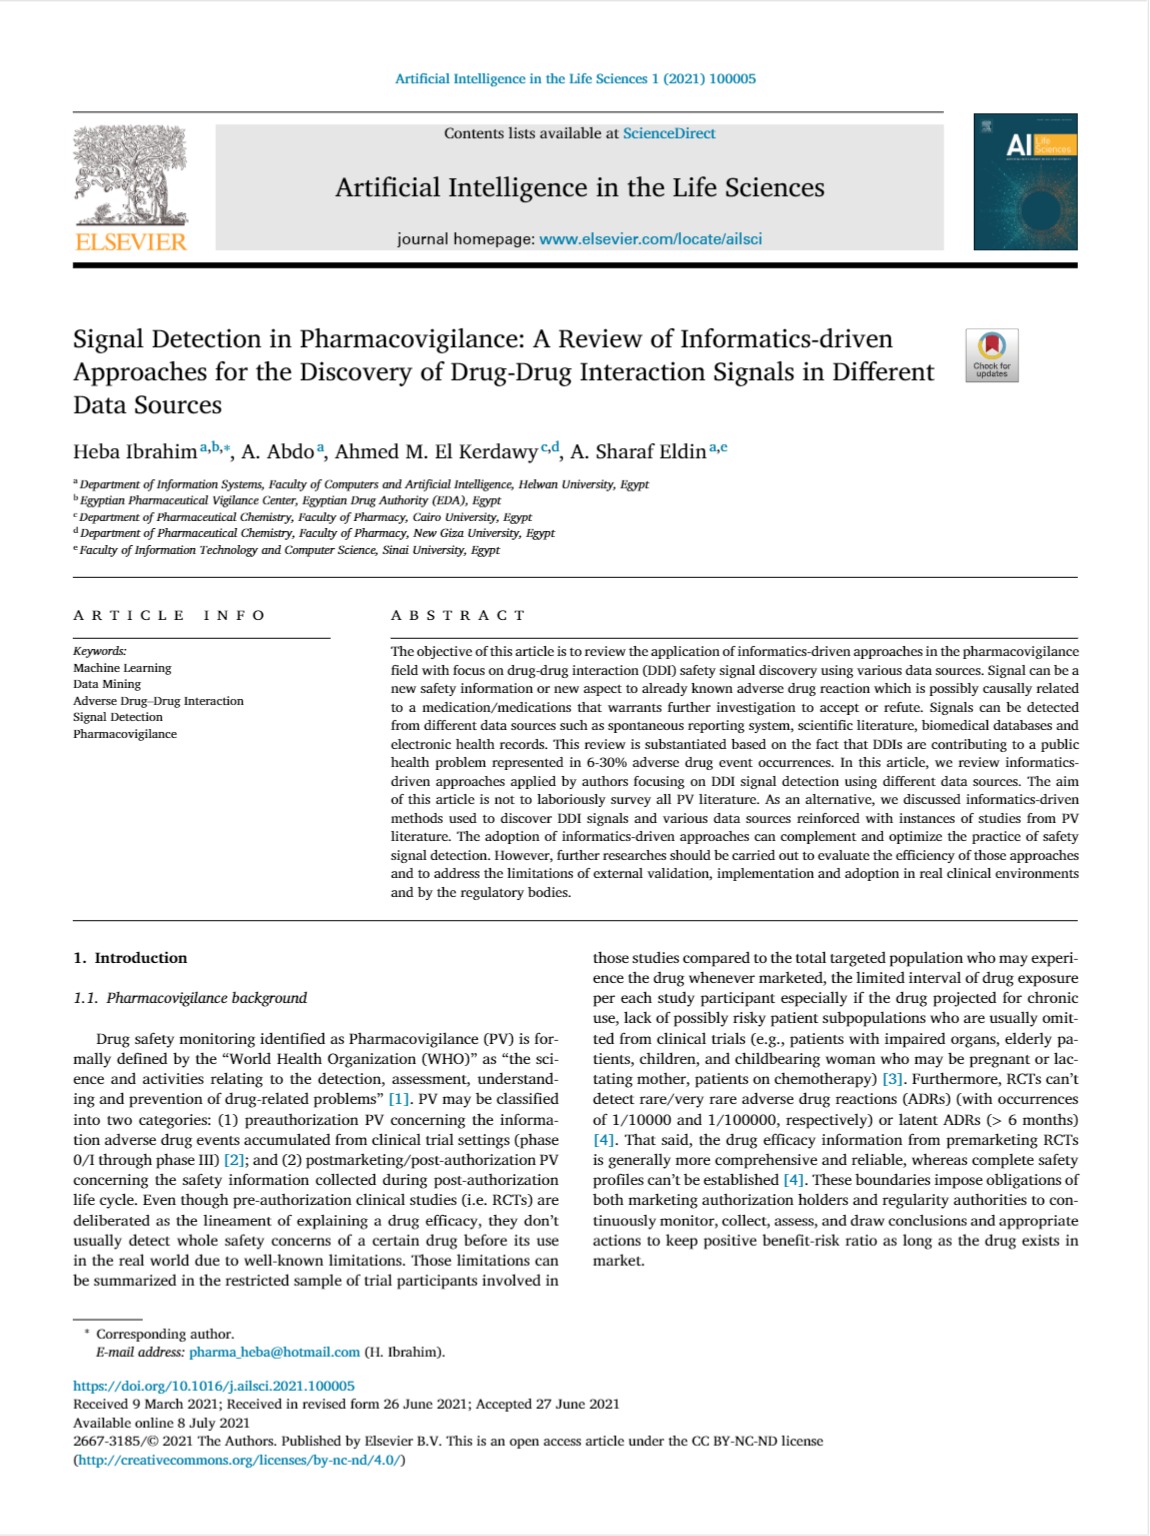 Artificial Intelligence in the Life Sciences 1 (2021) 100005
Contents lists available at ScienceDirect
Artificial Intelligence in the Life Sciences
journal homepage: www.elsevier.com/locate/ailsci
ELSEVIER
AI Life Sciences
Signal Detection in Pharmacovigilance: A Review of Informatics-driven
Approaches for the Discovery of Drug-Drug Interaction Signals in Different
Data Sources
Check for
updates
Heba Ibrahim a,b,*, A. Abdo a, Ahmed M. El Kerdawy c,d, A. Sharaf Eldin a,e
a Department of Information Systems, Faculty of Computers and Artificial Intelligence, Helwan University, Egypt
b Egyptian Pharmaceutical Vigilance Center, Egyptian Drug Authority (EDA), Egypt
c Department of Pharmaceutical Chemistry, Faculty of Pharmacy, Cairo University, Egypt
d Department of Pharmaceutical Chemistry, Faculty of Pharmacy, New Giza University, Egypt
e Faculty of Information Technology and Computer Science, Sinai University, Egypt
ARTICLE INFO
Keywords:
Machine Learning
Data Mining
Adverse Drug–Drug Interaction
Signal Detection
Pharmacovigilance
ABSTRACT
The objective of this article is to review the application of informatics-driven approaches in the pharmacovigilance
field with focus on drug-drug interaction (DDI) safety signal discovery using various data sources. Signal can be a
new safety information or new aspect to already known adverse drug reaction which is possibly causally related
to a medication/medications that warrants further investigation to accept or refute. Signals can be detected
from different data sources such as spontaneous reporting system, scientific literature, biomedical databases and
electronic health records. This review is substantiated based on the fact that DDIs are contributing to a public
health problem represented in 6-30% adverse drug event occurrences. In this article, we review informatics-
driven approaches applied by authors focusing on DDI signal detection using different data sources. The aim
of this article is not to laboriously survey all PV literature. As an alternative, we discussed informatics-driven
methods used to discover DDI signals and various data sources reinforced with instances of studies from PV
literature. The adoption of informatics-driven approaches can complement and optimize the practice of safety
signal detection. However, further researches should be carried out to evaluate the efficiency of those approaches
and to address the limitations of external validation, implementation and adoption in real clinical environments
and by the regulatory bodies.
1. Introduction
1.1. Pharmacovigilance background
Drug safety monitoring identified as Pharmacovigilance (PV) is for-
mally defined by the “World Health Organization (WHO)” as “the sci-
ence and activities relating to the detection, assessment, understand-
ing and prevention of drug-related problems” [1]. PV may be classified
into two categories: (1) preauthorization PV concerning the informa-
tion adverse drug events accumulated from clinical trial settings (phase
0/I through phase III) [2]; and (2) postmarketing/post-authorization PV
concerning the safety information collected during post-authorization
life cycle. Even though pre-authorization clinical studies (i.e. RCTs) are
deliberated as the lineament of explaining a drug efficacy, they don’t
usually detect whole safety concerns of a certain drug before its use
in the real world due to well-known limitations. Those limitations can
be summarized in the restricted sample of trial participants involved in
those studies compared to the total targeted population who may experi-
ence the drug whenever marketed, the limited interval of drug exposure
per each study participant especially if the drug projected for chronic
use, lack of possibly risky patient subpopulations who are usually omit-
ted from clinical trials (e.g., patients with impaired organs, elderly pa-
tients, children, and childbearing woman who may be pregnant or lac-
tating mother, patients on chemotherapy) [3]. Furthermore, RCTs can’t
detect rare/very rare adverse drug reactions (ADRs) (with occurrences
of 1/10000 and 1/100000, respectively) or latent ADRs (> 6 months)
[4]. That said, the drug efficacy information from premarketing RCTs
is generally more comprehensive and reliable, whereas complete safety
profiles can’t be established [4]. These boundaries impose obligations of
both marketing authorization holders and regularity authorities to con-
tinuously monitor, collect, assess, and draw conclusions and appropriate
actions to keep positive benefit-risk ratio as long as the drug exists in
market.
* Corresponding author.
E-mail address: pharma_heba@hotmail.com (H. Ibrahim).
https://doi.org/10.1016/j.ailsci.2021.100005
Received 9 March 2021; Received in revised form 26 June 2021; Accepted 27 June 2021
Available online 8 July 2021
2667-3185/© 2021 The Authors. Published by Elsevier B.V. This is an open access article under the CC BY-NC-ND license
(http://creativecommons.org/licenses/by-nc-nd/4.0/)